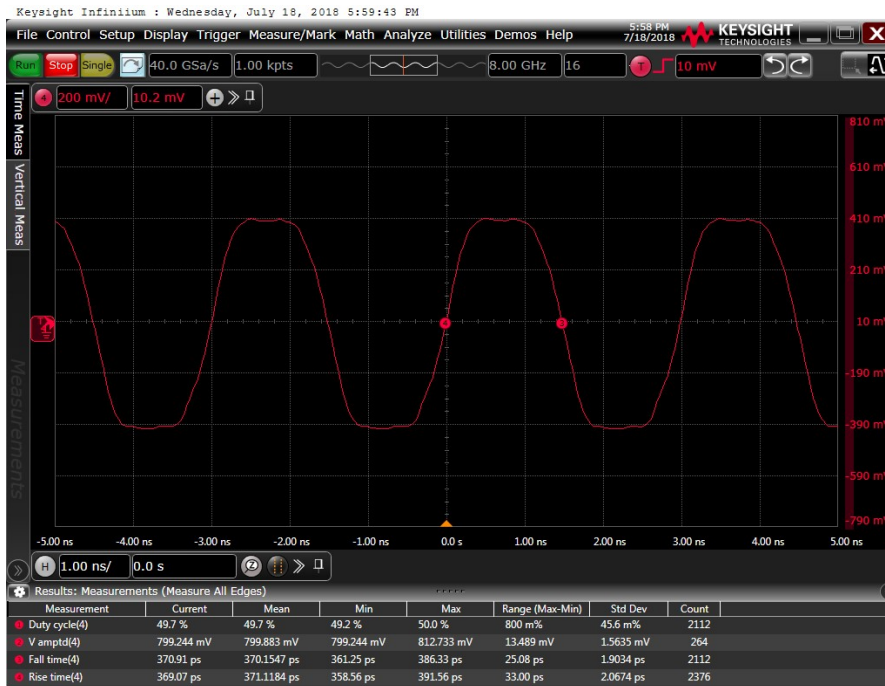 Keysight Infiniium : Wednesday, July 18, 2018 5:59:43 PM
File Control Setup Display Trigger Measure/Mark Math Analyze Utilities Demos Help
5:58 PM
7/18/2018
KEYSIGHT
TECHNOLOGIES
Run Stop Single 40.0 GSa/s 1.00 kpts 8.00 GHz 16 T 10 mV
4 200 mV/ 10.2 mV
Time Meas
Vertical Meas
Measurements
810 m
610 m
410 m
210 m
10 m
-190 m
-390 m
-590 m
-790 m
4 3
-5.00 ns -4.00 ns -3.00 ns -2.00 ns -1.00 ns 0.0 s 1.00 ns 2.00 ns 3.00 ns 4.00 ns 5.00 ns
H 1.00 ns/ 0.0 s
Results: Measurements (Measure All Edges)
Measurement Current Mean Min Max Range (Max-Min) Std Dev Count
1 Duty cycle(4) 49.7 % 49.7 % 49.2 % 50.0 % 800 m% 45.6 m% 2112
2 V amptd(4) 799.244 mV 799.883 mV 799.244 mV 812.733 mV 13.489 mV 1.5635 mV 264
3 Fall time(4) 370.91 ps 370.1547 ps 361.25 ps 386.33 ps 25.08 ps 1.9034 ps 2112
4 Rise time(4) 369.07 ps 371.1184 ps 358.56 ps 391.56 ps 33.00 ps 2.0674 ps 2376